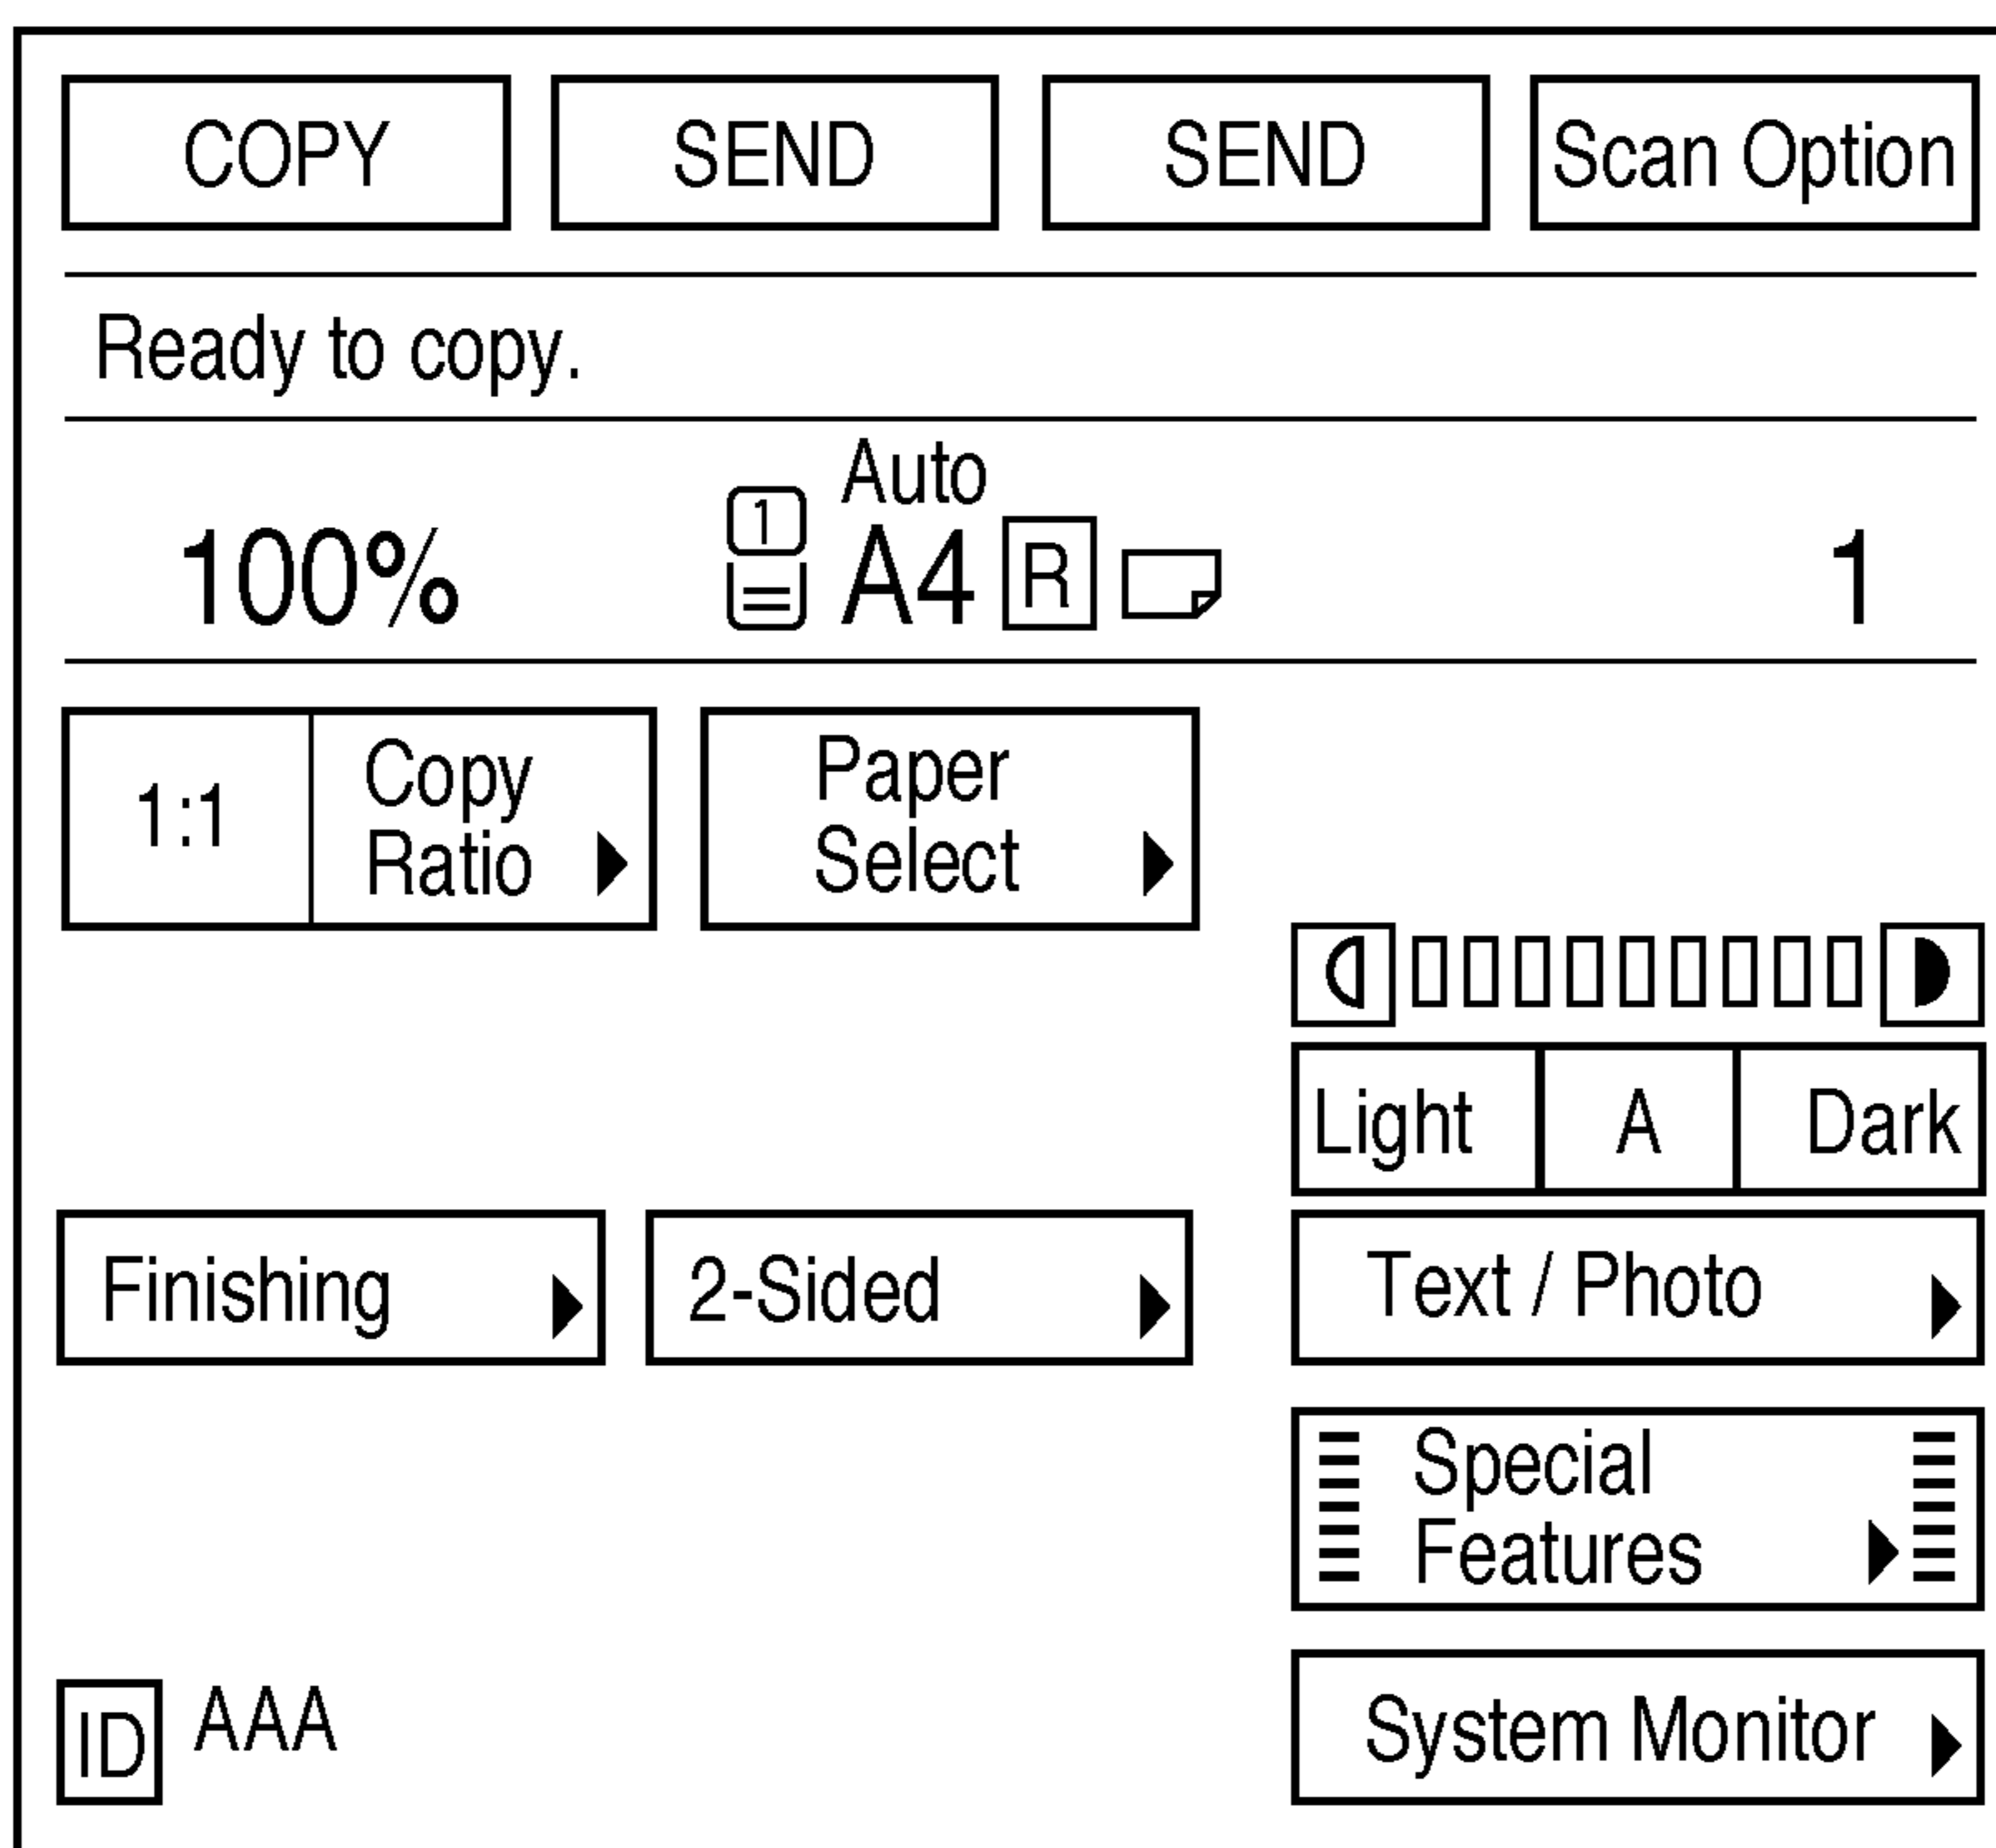 COPY
SEND
SEND
Scan Option
Ready to copy.
100%
1
Auto
A4 R
1
1:1
Copy
Ratio
Paper
Select
Light
A
Dark
Finishing
2-Sided
Text / Photo
Special
Features
ID AAA
System Monitor